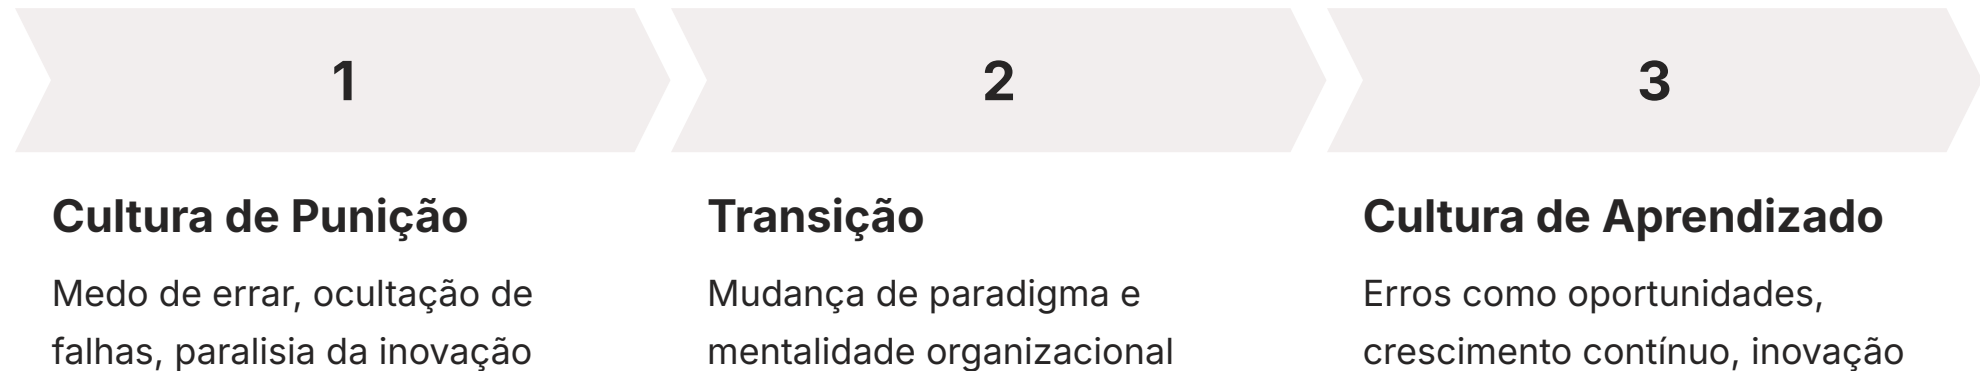 1
2
3
Cultura de Punição
Medo de errar, ocultação de
falhas, paralisia da inovação
Transição
Mudança de paradigma e
mentalidade organizacional
Cultura de Aprendizado
Erros como oportunidades,
crescimento contínuo, inovação